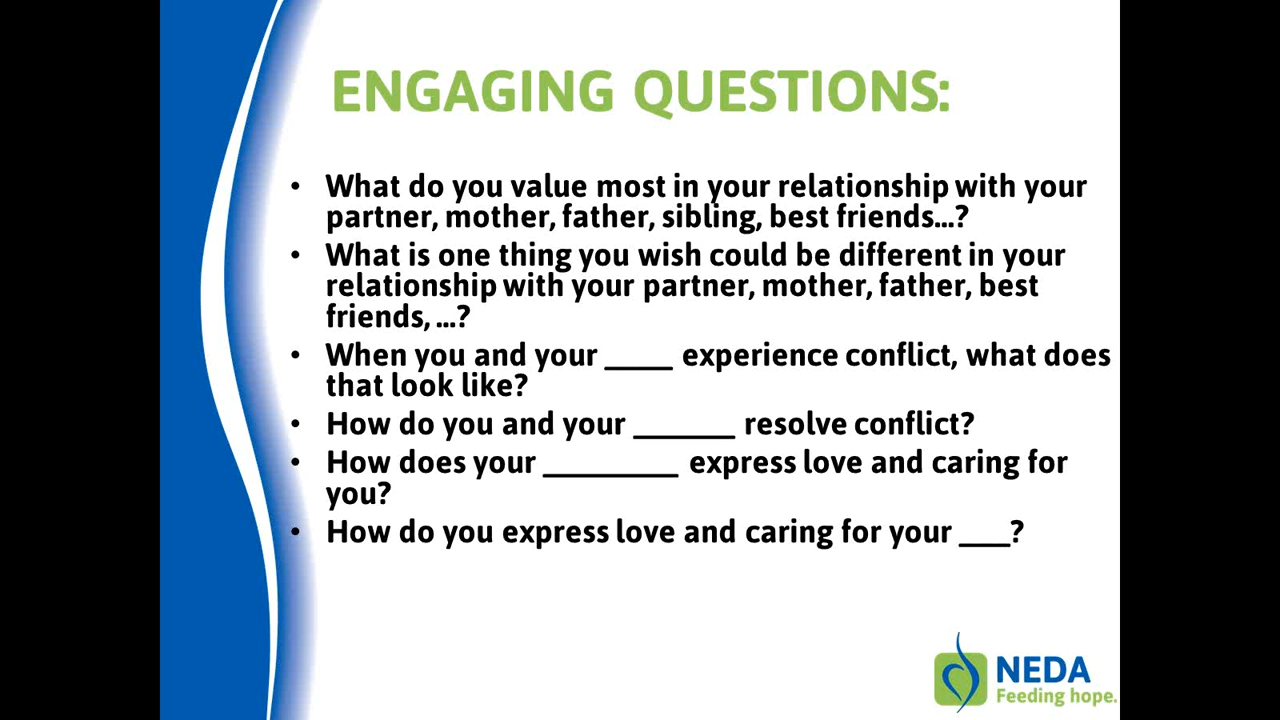 ENGAGING QUESTIONS:
• What do you value most in your relationship with your
partner, mother, father, sibling, best friends...?
• What is one thing you wish could be different in your
relationship with your partner, mother, father, best
friends, ...?
• When you and your ____ experience conflict, what does
that look like?
• How do you and your ______ resolve conflict?
• How does your ________ express love and caring for
you?
• How do you express love and caring for your ___?
NEDA
Feeding hope.